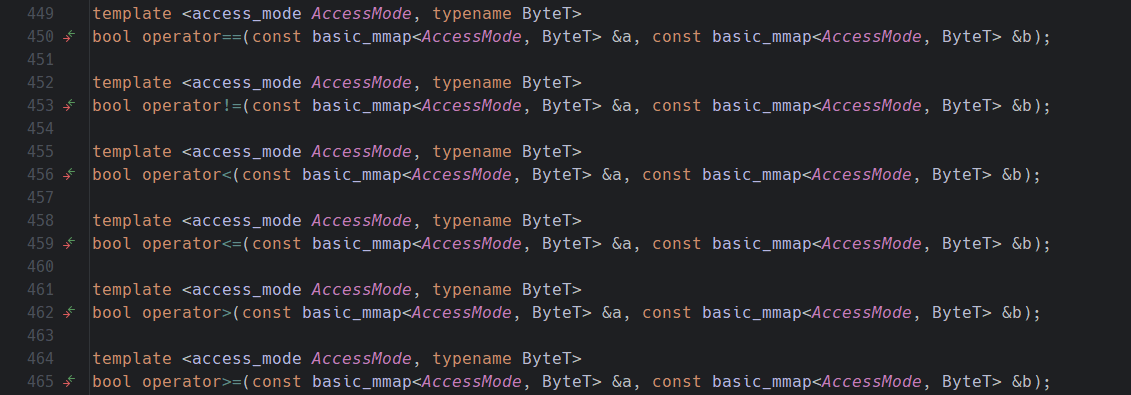 449 template <access_mode AccessMode, typename ByteT>
450 bool operator==(const basic_mmap<AccessMode, ByteT> &a, const basic_mmap<AccessMode, ByteT> &b);
451
452 template <access_mode AccessMode, typename ByteT>
453 bool operator!=(const basic_mmap<AccessMode, ByteT> &a, const basic_mmap<AccessMode, ByteT> &b);
454
455 template <access_mode AccessMode, typename ByteT>
456 bool operator<(const basic_mmap<AccessMode, ByteT> &a, const basic_mmap<AccessMode, ByteT> &b);
457
458 template <access_mode AccessMode, typename ByteT>
459 bool operator<=(const basic_mmap<AccessMode, ByteT> &a, const basic_mmap<AccessMode, ByteT> &b);
460
461 template <access_mode AccessMode, typename ByteT>
462 bool operator>(const basic_mmap<AccessMode, ByteT> &a, const basic_mmap<AccessMode, ByteT> &b);
463
464 template <access_mode AccessMode, typename ByteT>
465 bool operator>=(const basic_mmap<AccessMode, ByteT> &a, const basic_mmap<AccessMode, ByteT> &b);